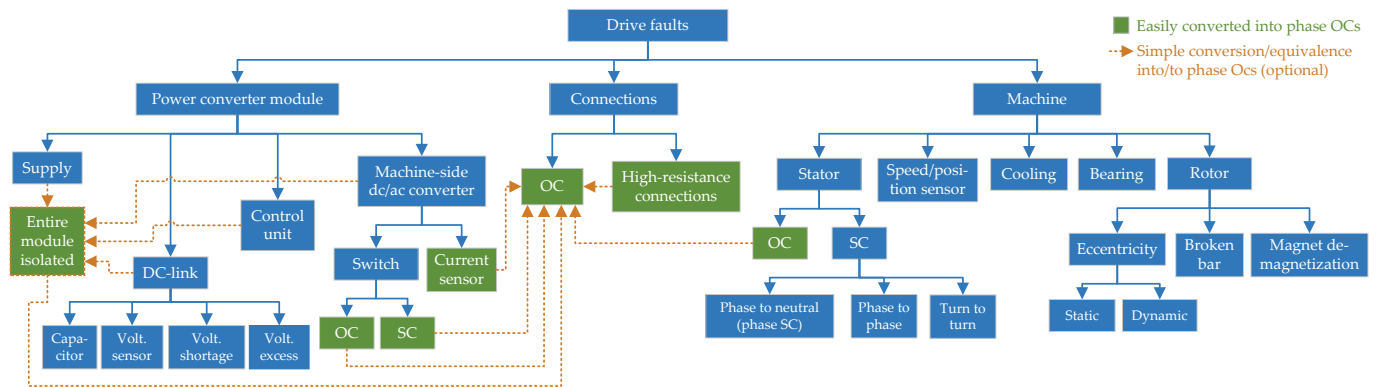 Drive faults
Easily converted into phase OCs
Simple conversion/equivalence
into/to phase Ocs (optional)
Power converter module
Connections
Machine
Supply
Machine-side
dc/ac converter
OC
High-resistance
connections
Stator
Speed/posi-
tion sensor
Cooling
Bearing
Rotor
Entire
module
isolated
Control
unit
DC-link
Switch
Current
sensor
OC
SC
Eccentricity
Broken
bar
Magnet de-
magnetization
Capa-
citor
Volt.
sensor
Volt.
shortage
Volt.
excess
OC
SC
Phase to neutral
(phase SC)
Phase to
phase
Turn to
turn
Static
Dynamic